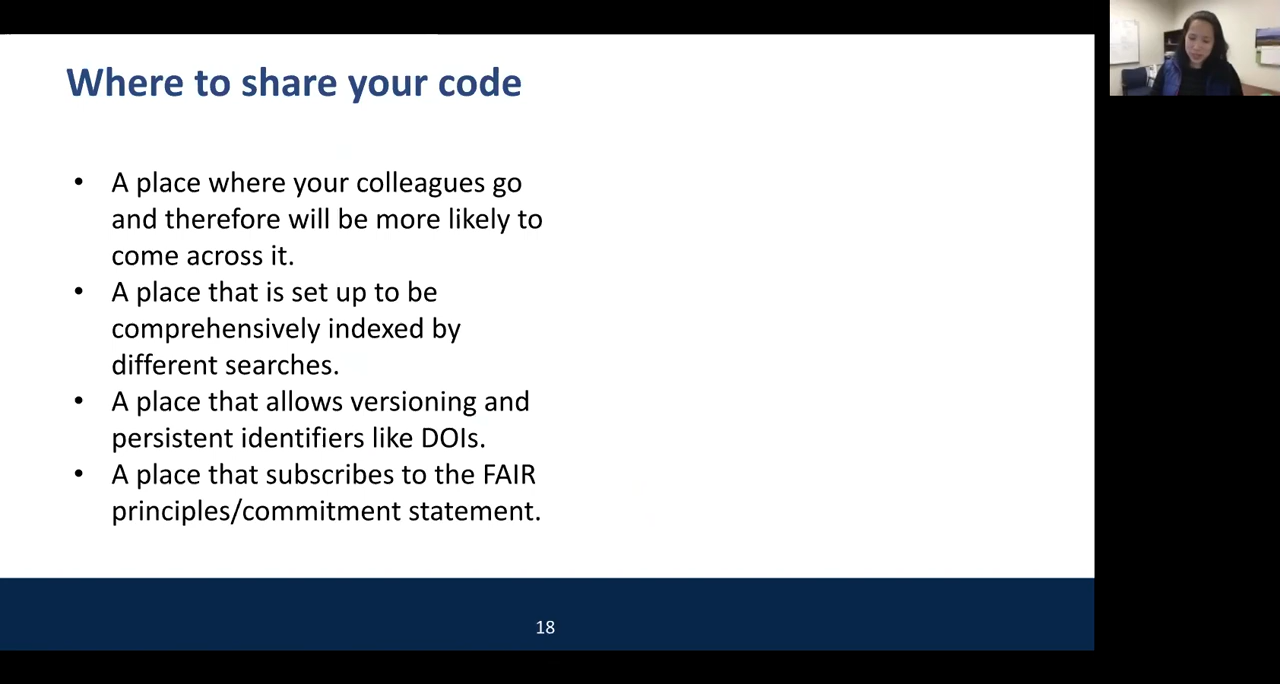 Where to share your code
• A place where your colleagues go
and therefore will be more likely to
come across it.
• A place that is set up to be
comprehensively indexed by
different searches.
• A place that allows versioning and
persistent identifiers like DOIs.
• A place that subscribes to the FAIR
principles/commitment statement.
18